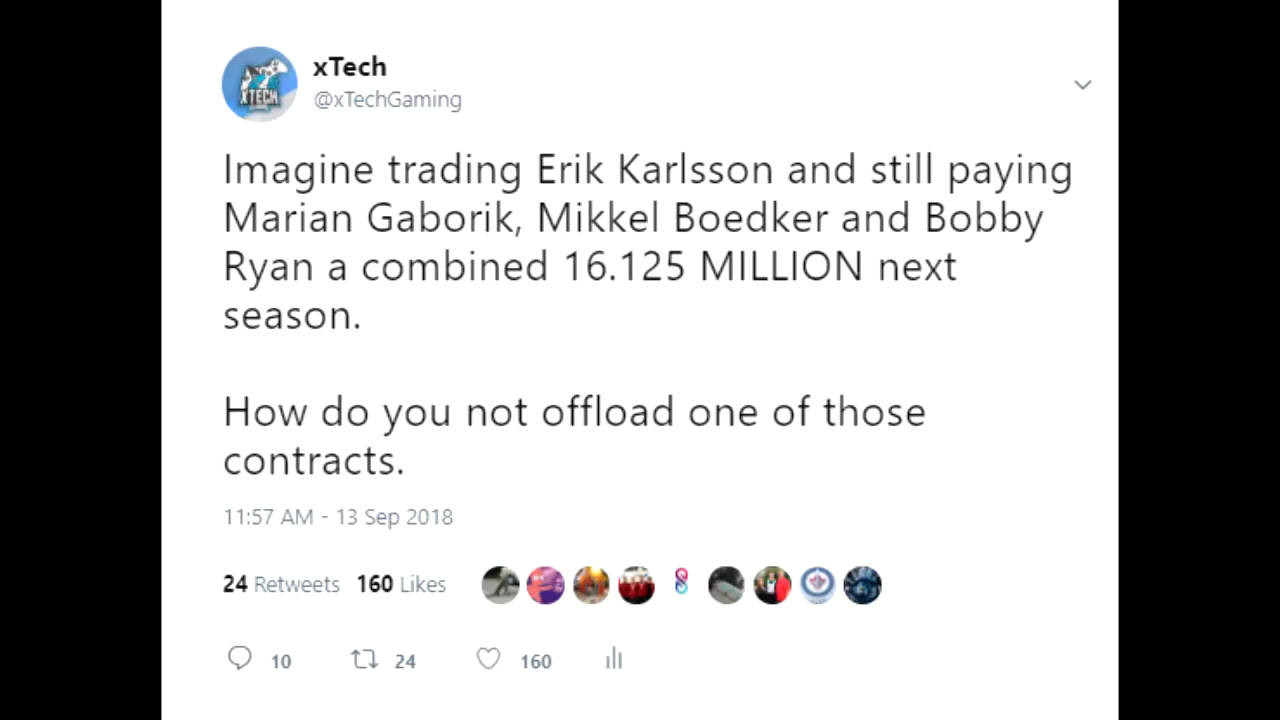 xTech
XTECH
@xTechGaming
Imagine trading Erik Karlsson and still paying
Marian Gaborik, Mikkel Boedker and Bobby
Ryan a combined 16.125 MILLION next
season.
How do you not offload one of those
contracts.
11:57 AM - 13 Sep 2018
24 Retweets 160 Likes
10 24 160